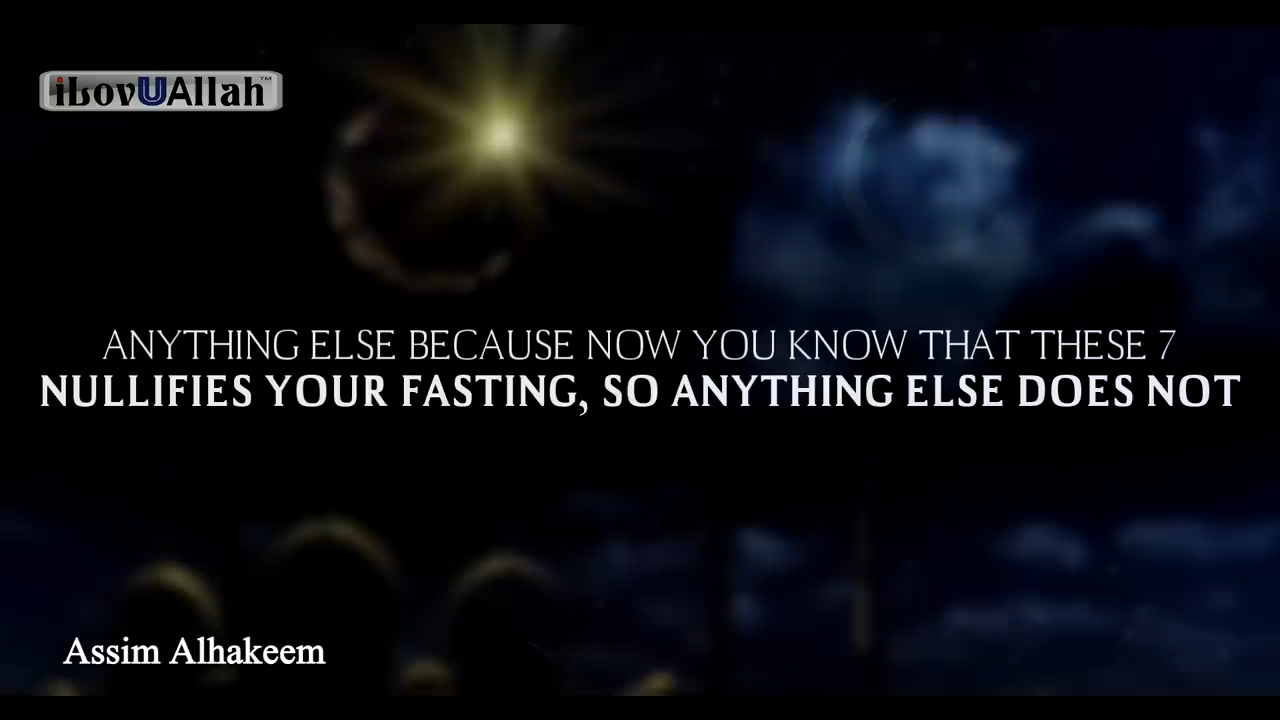 iLovUAllah™
ANYTHING ELSE BECAUSE NOW YOU KNOW THAT THESE 7
NULLIFIES YOUR FASTING, SO ANYTHING ELSE DOES NOT
Assim Alhakeem